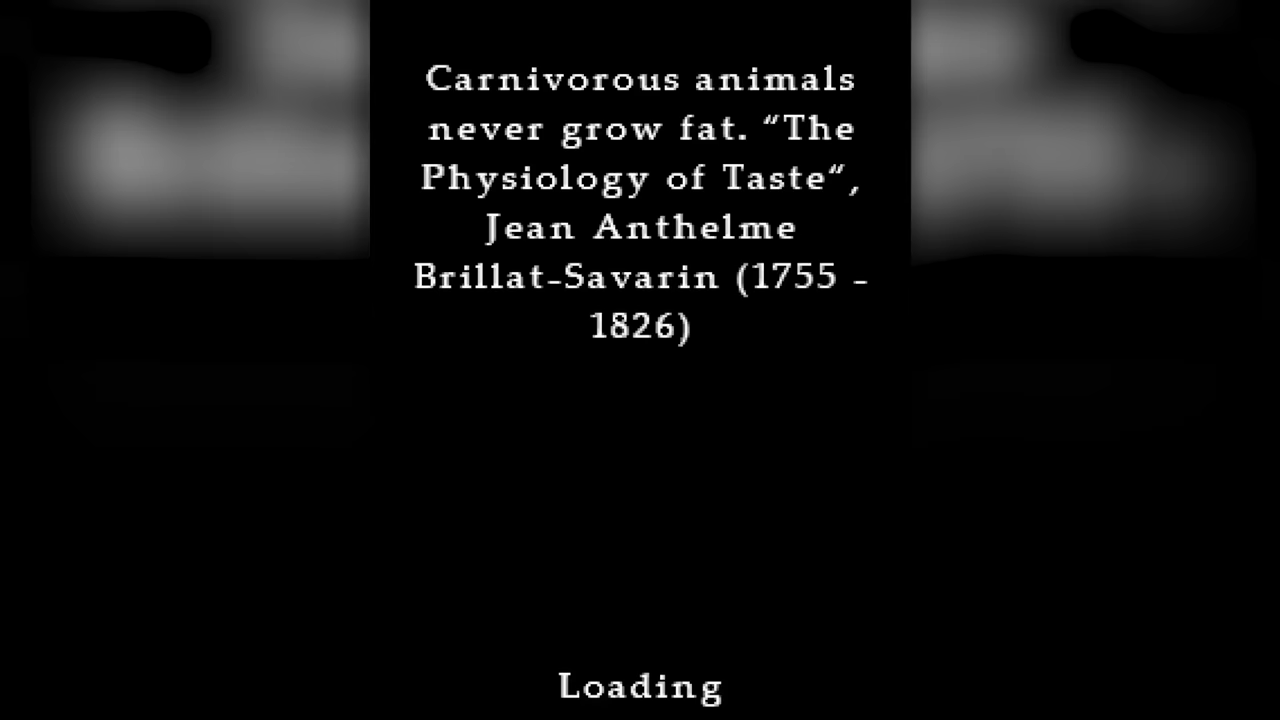 Carnivorous animals
never grow fat. “The
Physiology of Taste“,
Jean Anthelme
Brillat-Savarin (1755 -
1826)
Loading